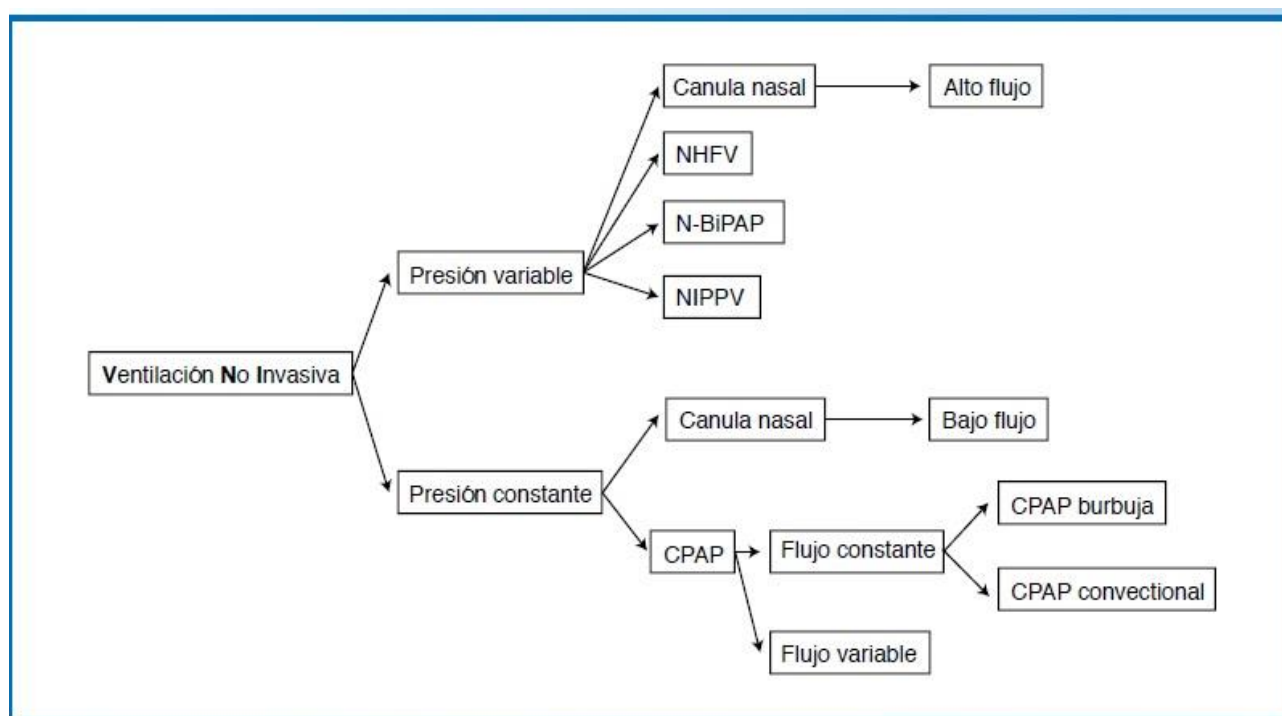 Canula nasal
Alto flujo
NHFV
N-BiPAP
Presión variable
NIPPV
Ventilación No Invasiva
Canula nasal
Bajo flujo
Presión constante
CPAP burbuja
CPAP
Flujo constante
CPAP convectional
Flujo variable